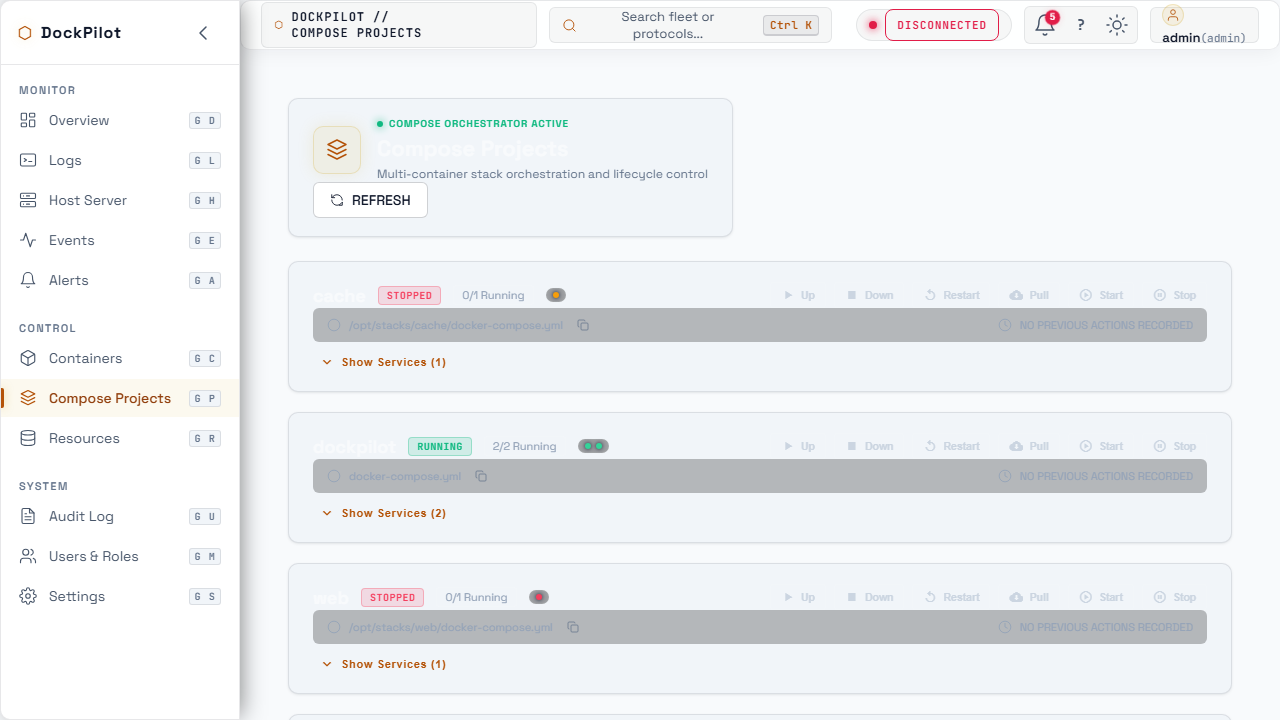 DockPilot
MONITOR
Overview G D
Logs G L
Host Server G H
Events G E
Alerts G A
CONTROL
Containers G C
Compose Projects G P
Resources G R
SYSTEM
Audit Log G U
Users & Roles G M
Settings G S
DOCKPILOT //
COMPOSE PROJECTS
Search fleet or
protocols...
Ctrl K
DISCONNECTED
5
?
admin(admin)
COMPOSE ORCHESTRATOR ACTIVE
Compose Projects
Multi-container stack orchestration and lifecycle control
REFRESH
cache STOPPED 0/1 Running Up Down Restart Pull Start Stop
/opt/stacks/cache/docker-compose.yml NO PREVIOUS ACTIONS RECORDED
Show Services (1)
dockpilot RUNNING 2/2 Running Up Down Restart Pull Start Stop
docker-compose.yml NO PREVIOUS ACTIONS RECORDED
Show Services (2)
web STOPPED 0/1 Running Up Down Restart Pull Start Stop
/opt/stacks/web/docker-compose.yml NO PREVIOUS ACTIONS RECORDED
Show Services (1)